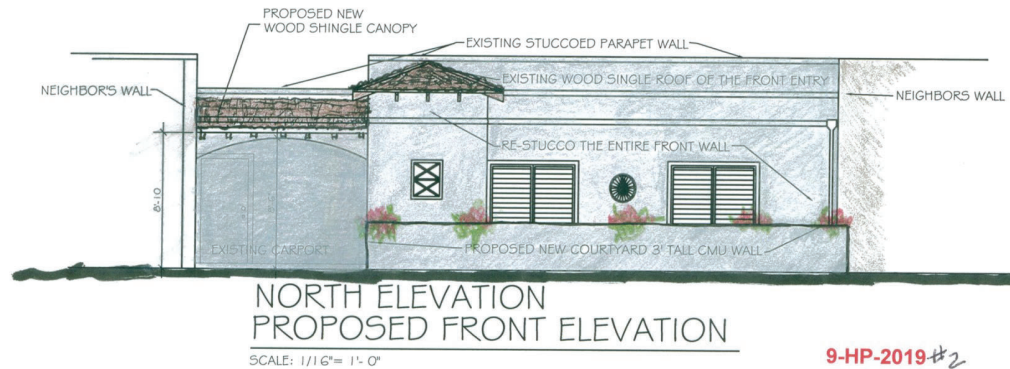 PROPOSED NEW
WOOD SHINGLE CANOPY
EXISTING STUCCOED PARAPET WALL
EXISTING WOOD SINGLE ROOF OF THE FRONT ENTRY
NEIGHBOR'S WALL
NEIGHBORS WALL
RE-STUCCO THE ENTIRE FRONT WALL
8-10
EXISTING CARPORT
PROPOSED NEW COURTYARD 3' TALL CMU WALL
NORTH ELEVATION
PROPOSED FRONT ELEVATION
SCALE: 1/16"= 1'- 0"
9-HP-2019 #2